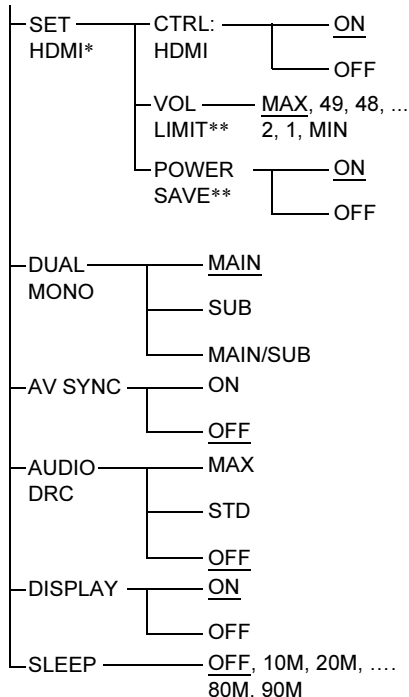 SET
HDMI*
CTRL:
HDMI
ON
OFF
VOL
LIMIT**
MAX, 49, 48, ...
2, 1, MIN
POWER
SAVE**
ON
OFF
DUAL
MONO
MAIN
SUB
MAIN/SUB
AV SYNC
ON
OFF
AUDIO
DRC
MAX
STD
OFF
DISPLAY
ON
OFF
SLEEP
OFF, 10M, 20M, ....
80M, 90M